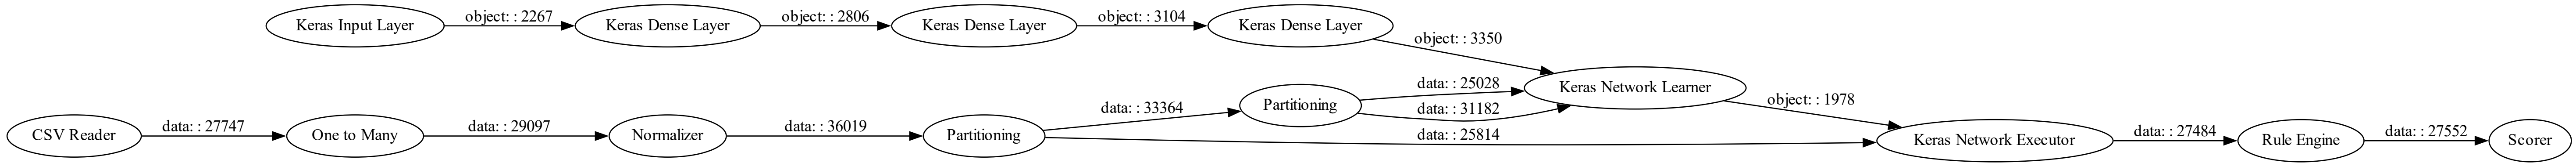 Keras Input Layer
object: : 2267
Keras Dense Layer
object: : 2806
Keras Dense Layer
object: : 3104
Keras Dense Layer
object: : 3350
CSV Reader
data: : 27747
One to Many
data: : 29097
Normalizer
data: : 36019
Partitioning
data: : 33364
Partitioning
data: : 25028
data: : 31182
data: : 25814
Keras Network Learner
object: : 1978
Keras Network Executor
data: : 27484
Rule Engine
data: : 27552
Scorer